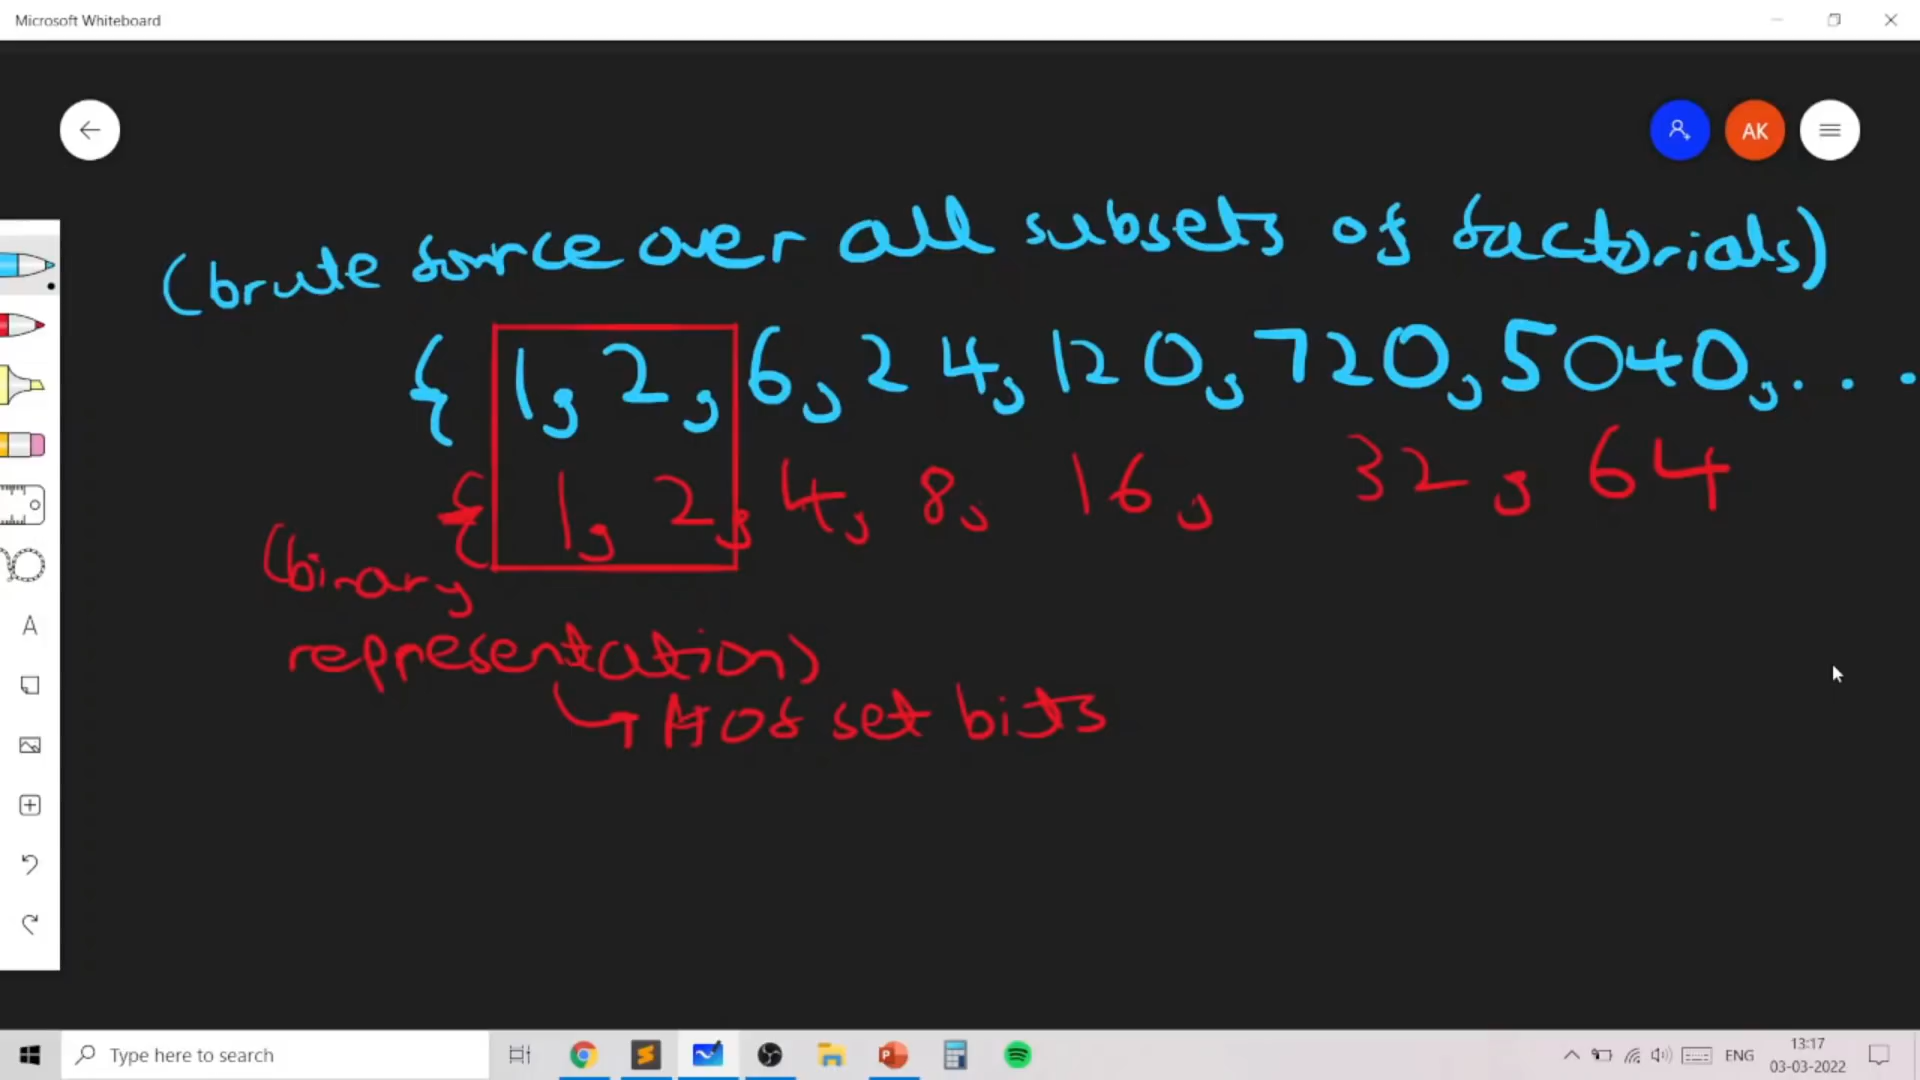 Microsoft Whiteboard
AK
(brute force over all subsets of factorials)
{ 1, 2, 6, 24, 120, 720, 5040, . . .
{ 1, 2, 4, 8, 16, 32, 64
(binary
representation)
# of set bits
A
Type here to search
ENG
13:17
03-03-2022